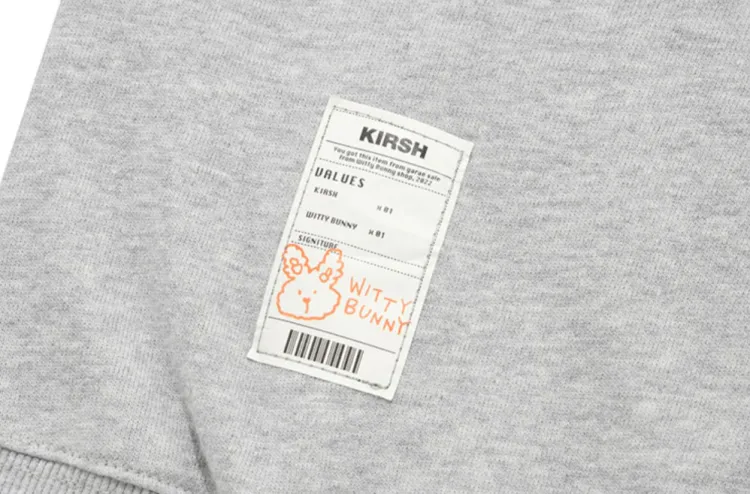 KIRSH
You got this item from garae sale
from Witty Bunny shop, 2022
VALUES
KIRSH
x 01
WITTY BUNNY x 01
SIGNITURE
WITTY
BUNNY